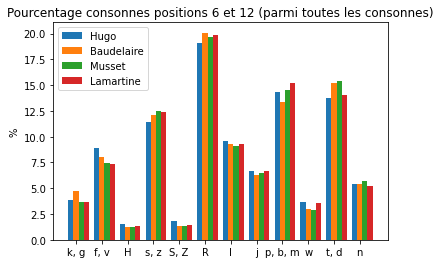 Pourcentage consonnes positions 6 et 12 (parmi toutes les consonnes)
Hugo
Baudelaire
Musset
Lamartine
%
20.0
17.5
15.0
12.5
10.0
7.5
5.0
2.5
0.0
k, g f, v H s, z S, Z R l j p, b, m w t, d n